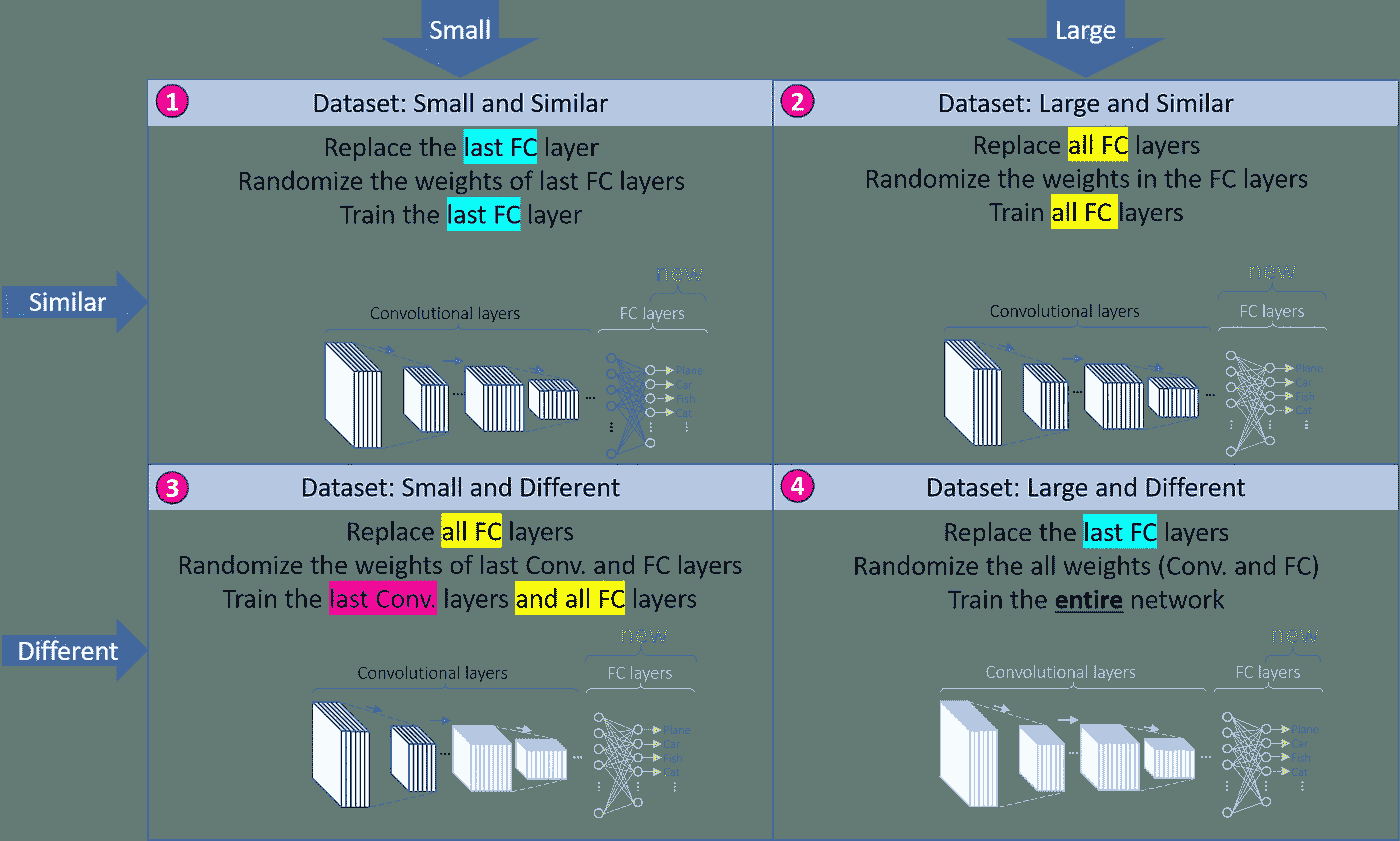 Small
Large
1
Dataset: Small and Similar
Replace the last FC layer
Randomize the weights of last FC layers
Train the last FC layer
new
Convolutional layers
FC layers
...
...
Plane
Car
Fish
Cat
2
Dataset: Large and Similar
Replace all FC layers
Randomize the weights in the FC layers
Train all FC layers
new
Convolutional layers
FC layers
...
...
Plane
Car
Fish
Cat
Similar
3
Dataset: Small and Different
Replace all FC layers
Randomize the weights of last Conv. and FC layers
Train the last Conv. layers and all FC layers
new
Convolutional layers
FC layers
...
...
Plane
Car
Fish
Cat
4
Dataset: Large and Different
Replace the last FC layers
Randomize the all weights (Conv. and FC)
Train the entire network
new
Convolutional layers
FC layers
...
...
Plane
Car
Fish
Cat
Different